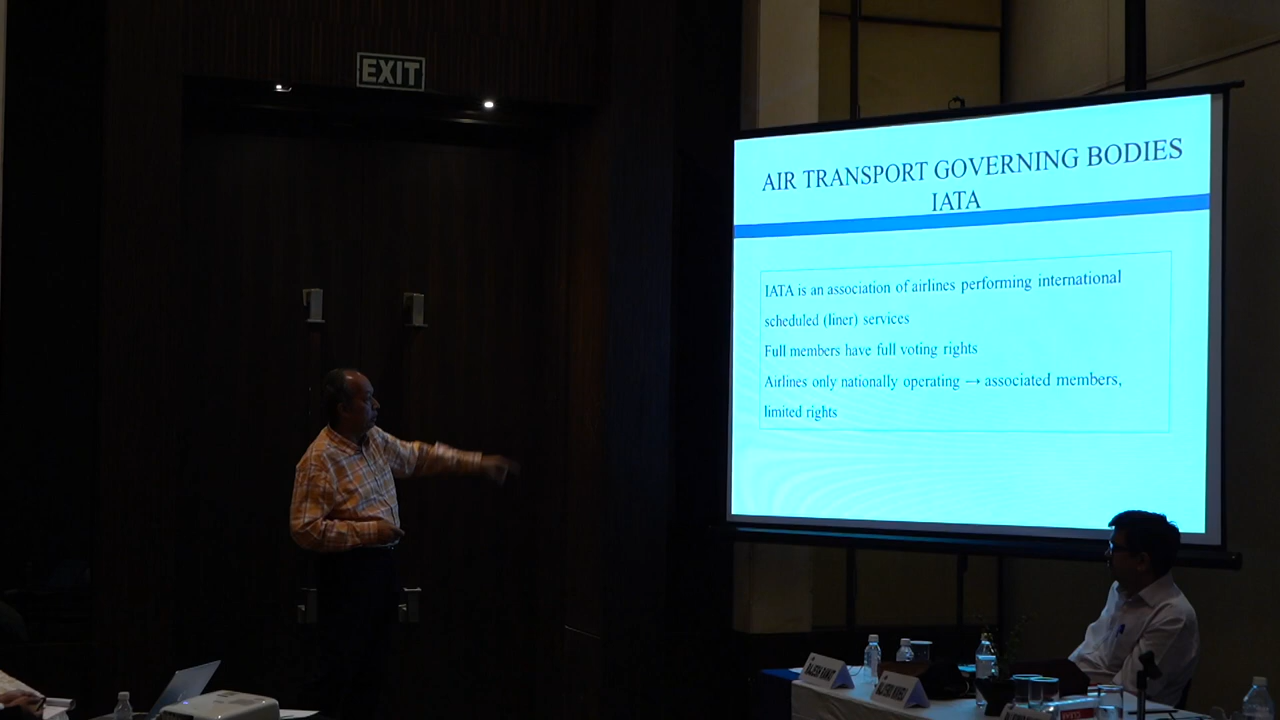 EXIT
AIR TRANSPORT GOVERNING BODIES
IATA
IATA is an association of airlines performing international
scheduled (liner) services
Full members have full voting rights
Airlines only nationally operating → associated members,
limited rights